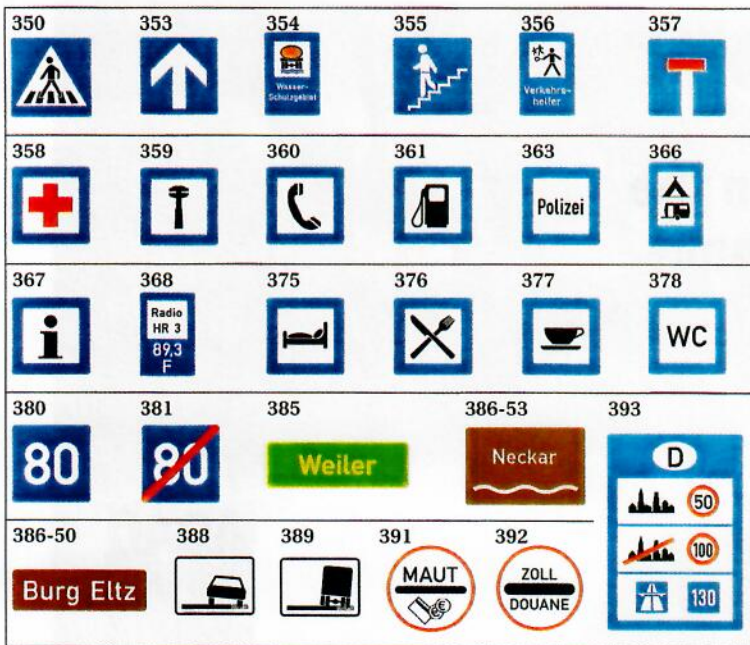 350 353 354 355 356 357
Wasser-
Schutzgebiet
Verkehrs-
helfer
358 359 360 361 363 366
Polizei
367 368 375 376 377 378
Radio
HR 3
89,3
F
WC
380 381 385 386-53 393
80
80
Weiler
Neckar
D
50
100
130
386-50 388 389 391 392
Burg Eltz
MAUT
ZOLL
DOUANE